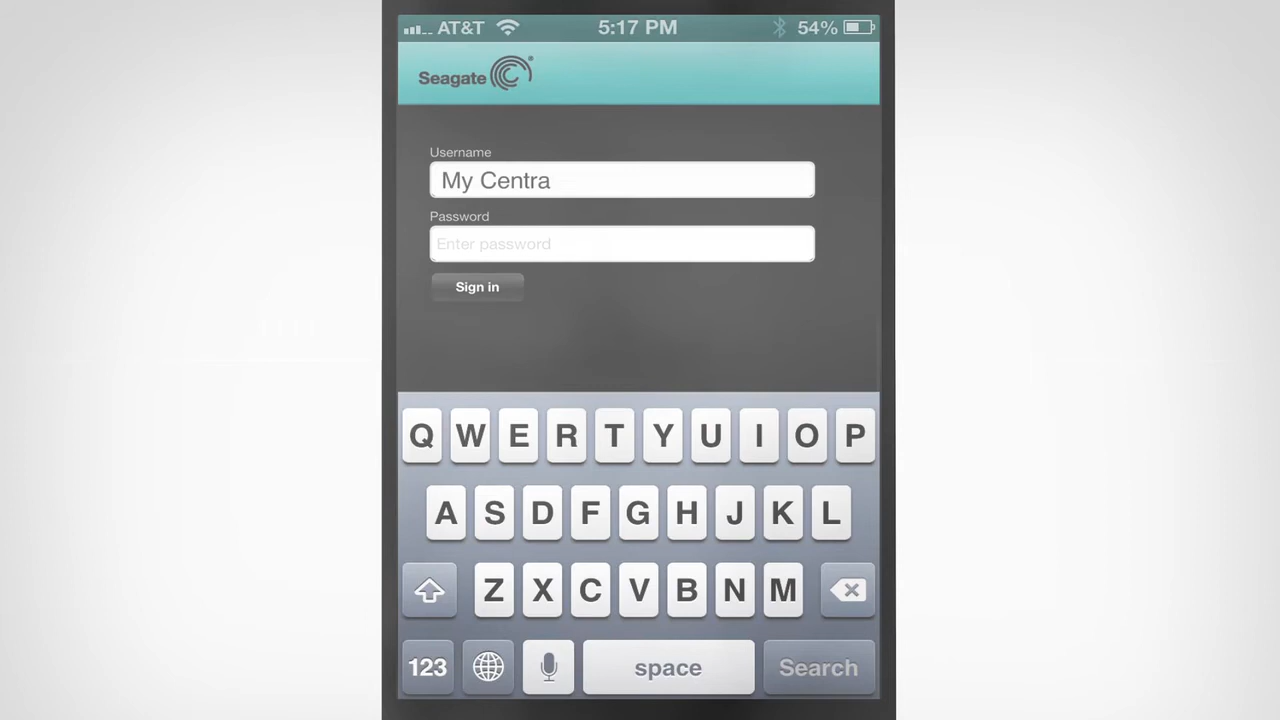 AT&T 5:17 PM 54%
Seagate
Username
My Centra
Password
Enter password
Sign in
Q W E R T Y U I O P
A S D F G H J K L
Z X C V B N M
123 space Search